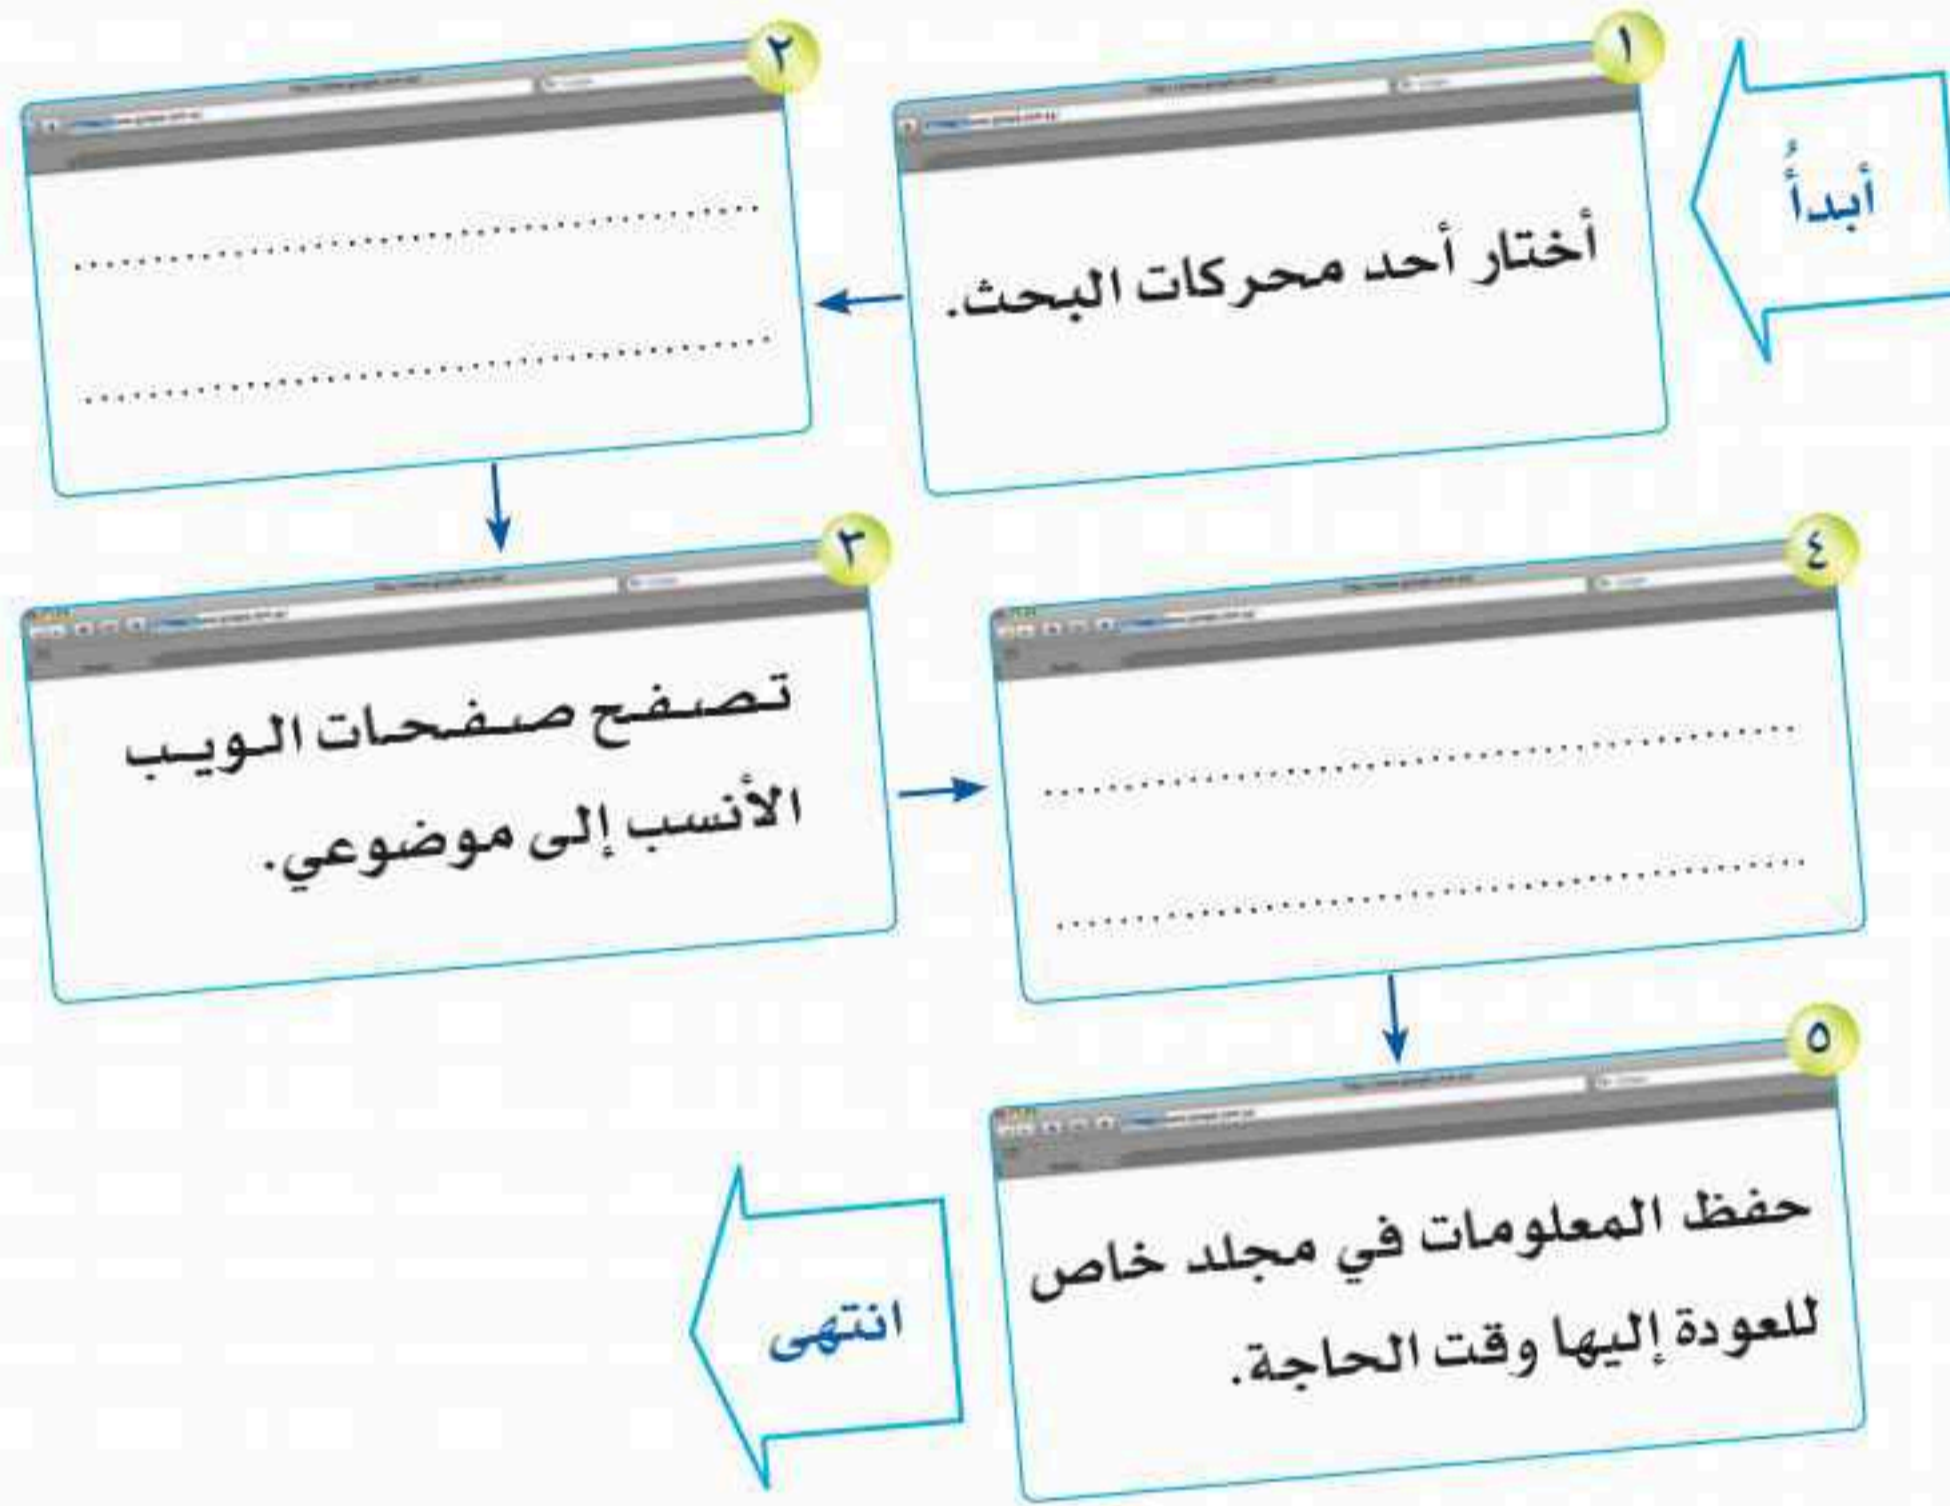 أبدأُ
١
أختار أحد محركات البحث.
٢
٣
تصفح صفحات الويب
الأنسب إلى موضوعي.
٤
٥
حفظ المعلومات في مجلد خاص
للعودة إليها وقت الحاجة.
انتهى